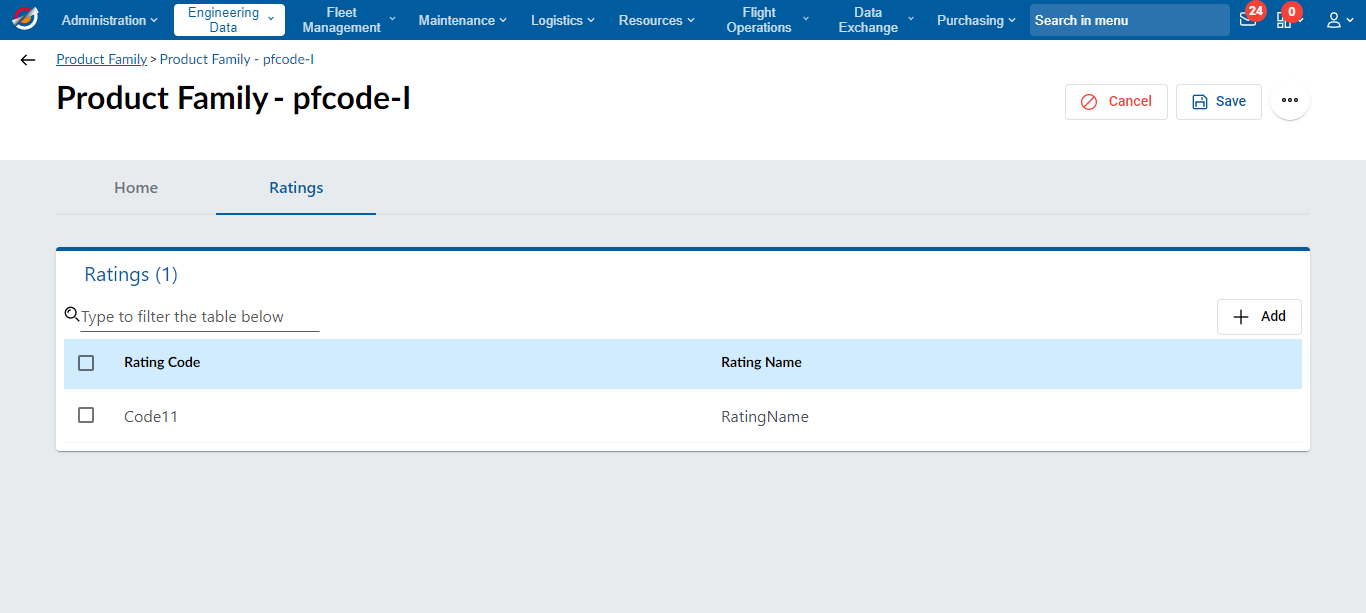 Administration
Engineering Data
Fleet Management
Maintenance
Logistics
Resources
Flight Operations
Data Exchange
Purchasing
Search in menu
24
0
Product Family > Product Family - pfcode-I
Product Family - pfcode-I
Cancel
Save
Home
Ratings
Ratings (1)
Type to filter the table below
Add
Rating Code
Rating Name
Code11
RatingName